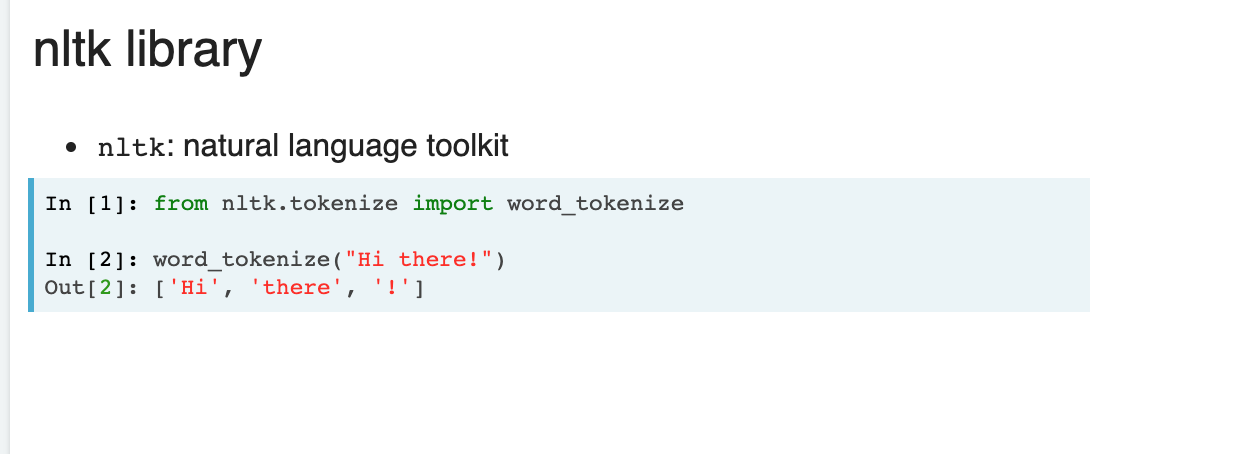 nltk library
• nltk: natural language toolkit
In [1]: from nltk.tokenize import word_tokenize
In [2]: word_tokenize("Hi there!")
Out[2]: ['Hi', 'there', '!']